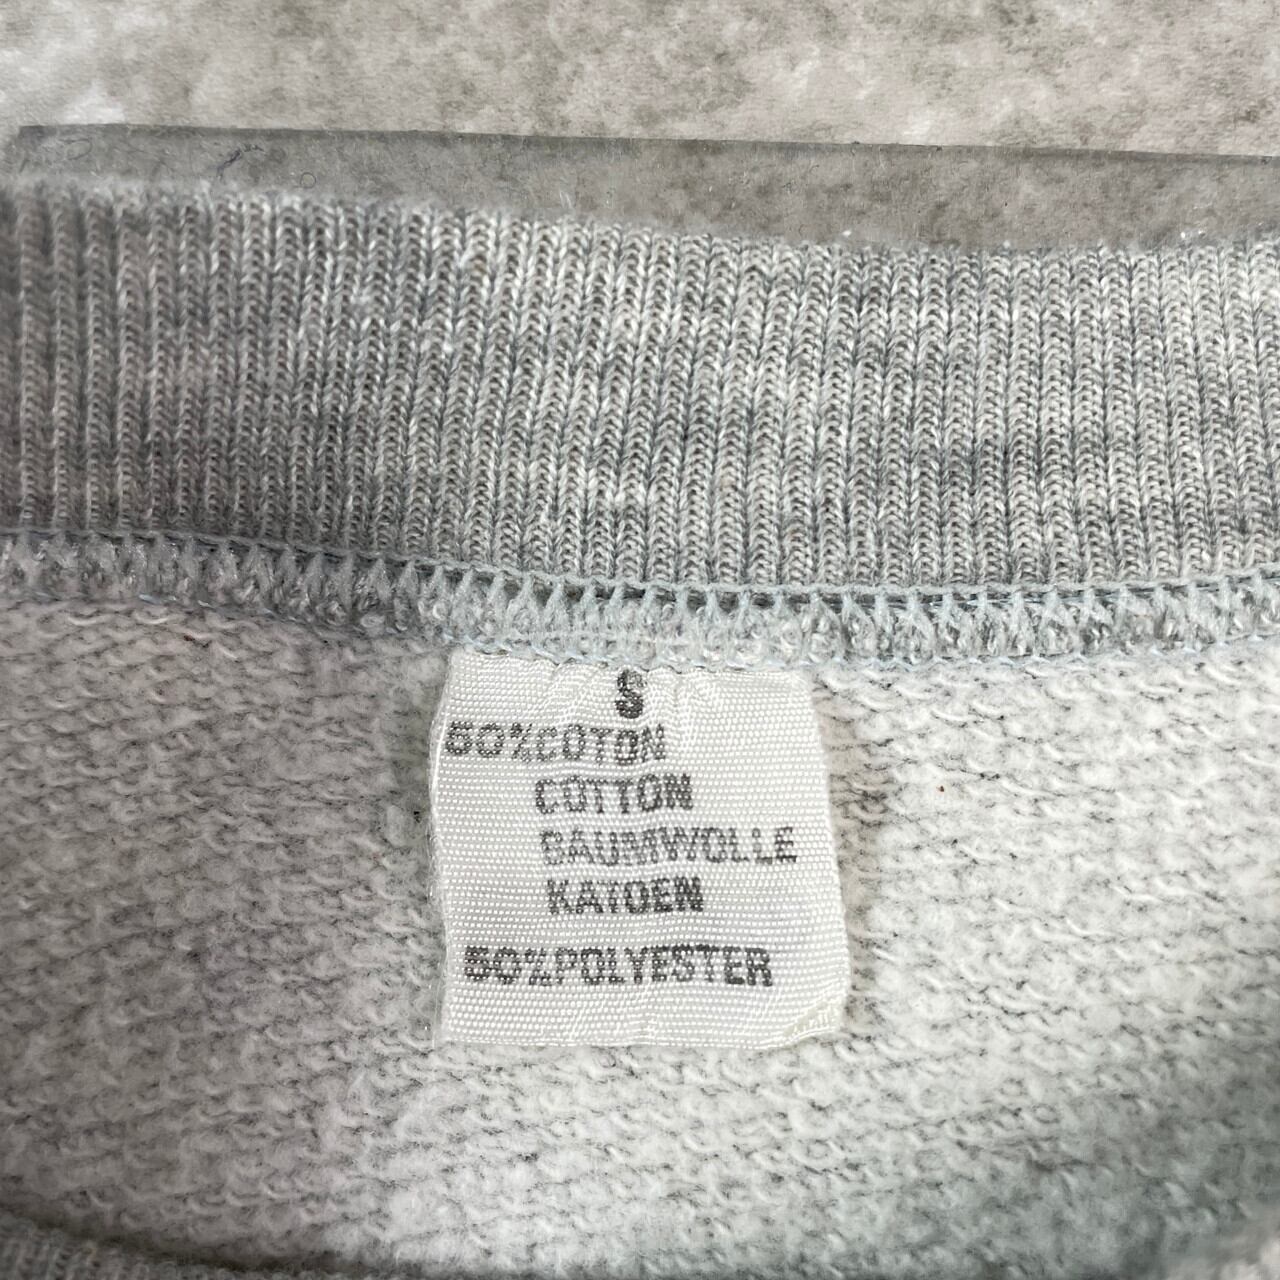 S
50%COTON
COTTON
BAUMWOLLE
KATOEN
50%POLYESTER